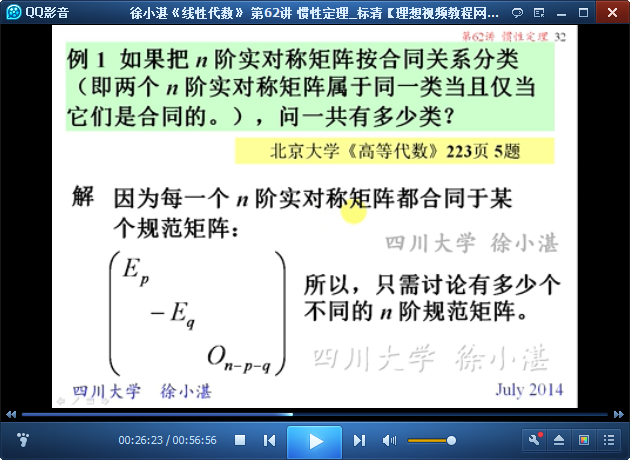 QQ影音
徐小湛《线性代数》 第62讲 惯性定理_标清【理想视频教程网...
第62讲 惯性定理 32
例 1 如果把 n 阶实对称矩阵按合同关系分类
（即两个 n 阶实对称矩阵属于同一类当且仅当
它们是合同的。），问一共有多少类？
北京大学《高等代数》223页 5题
解 因为每一个 n 阶实对称矩阵都合同于某
个规范矩阵：
四川大学 徐小湛
E_p
-E_q
O_{n-p-q}
所以，只需讨论有多少个
不同的 n 阶规范矩阵。
四川大学 徐小湛
四川大学 徐小湛
July 2014
00:26:23 / 00:56:56